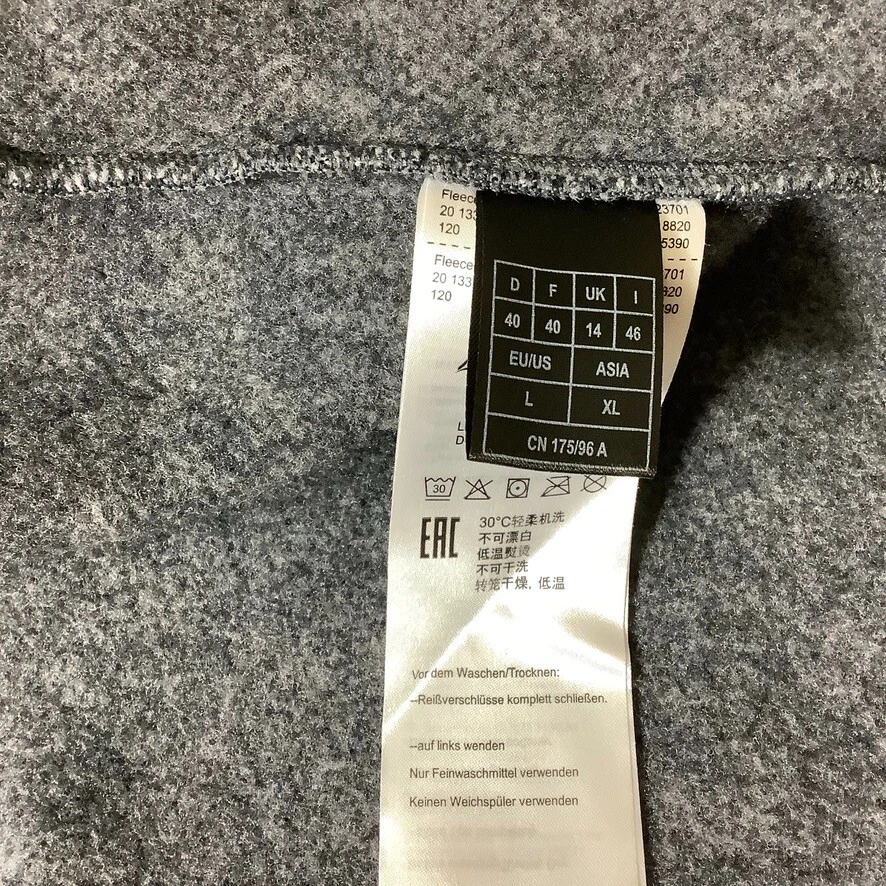 Fleece
20 133
120
23701
8820
5390
Fleece
20 133
120
701
820
90
D F UK I
40 40 14 46
EU/US ASIA
L XL
CN 175/96 A
30
EAC
30°C轻柔机洗
不可漂白
低温熨烫
不可干洗
转笼干燥, 低温
Vor dem Waschen/Trocknen:
--Reißverschlüsse komplett schließen.
--auf links wenden
Nur Feinwaschmittel verwenden
Keinen Weichspüler verwenden